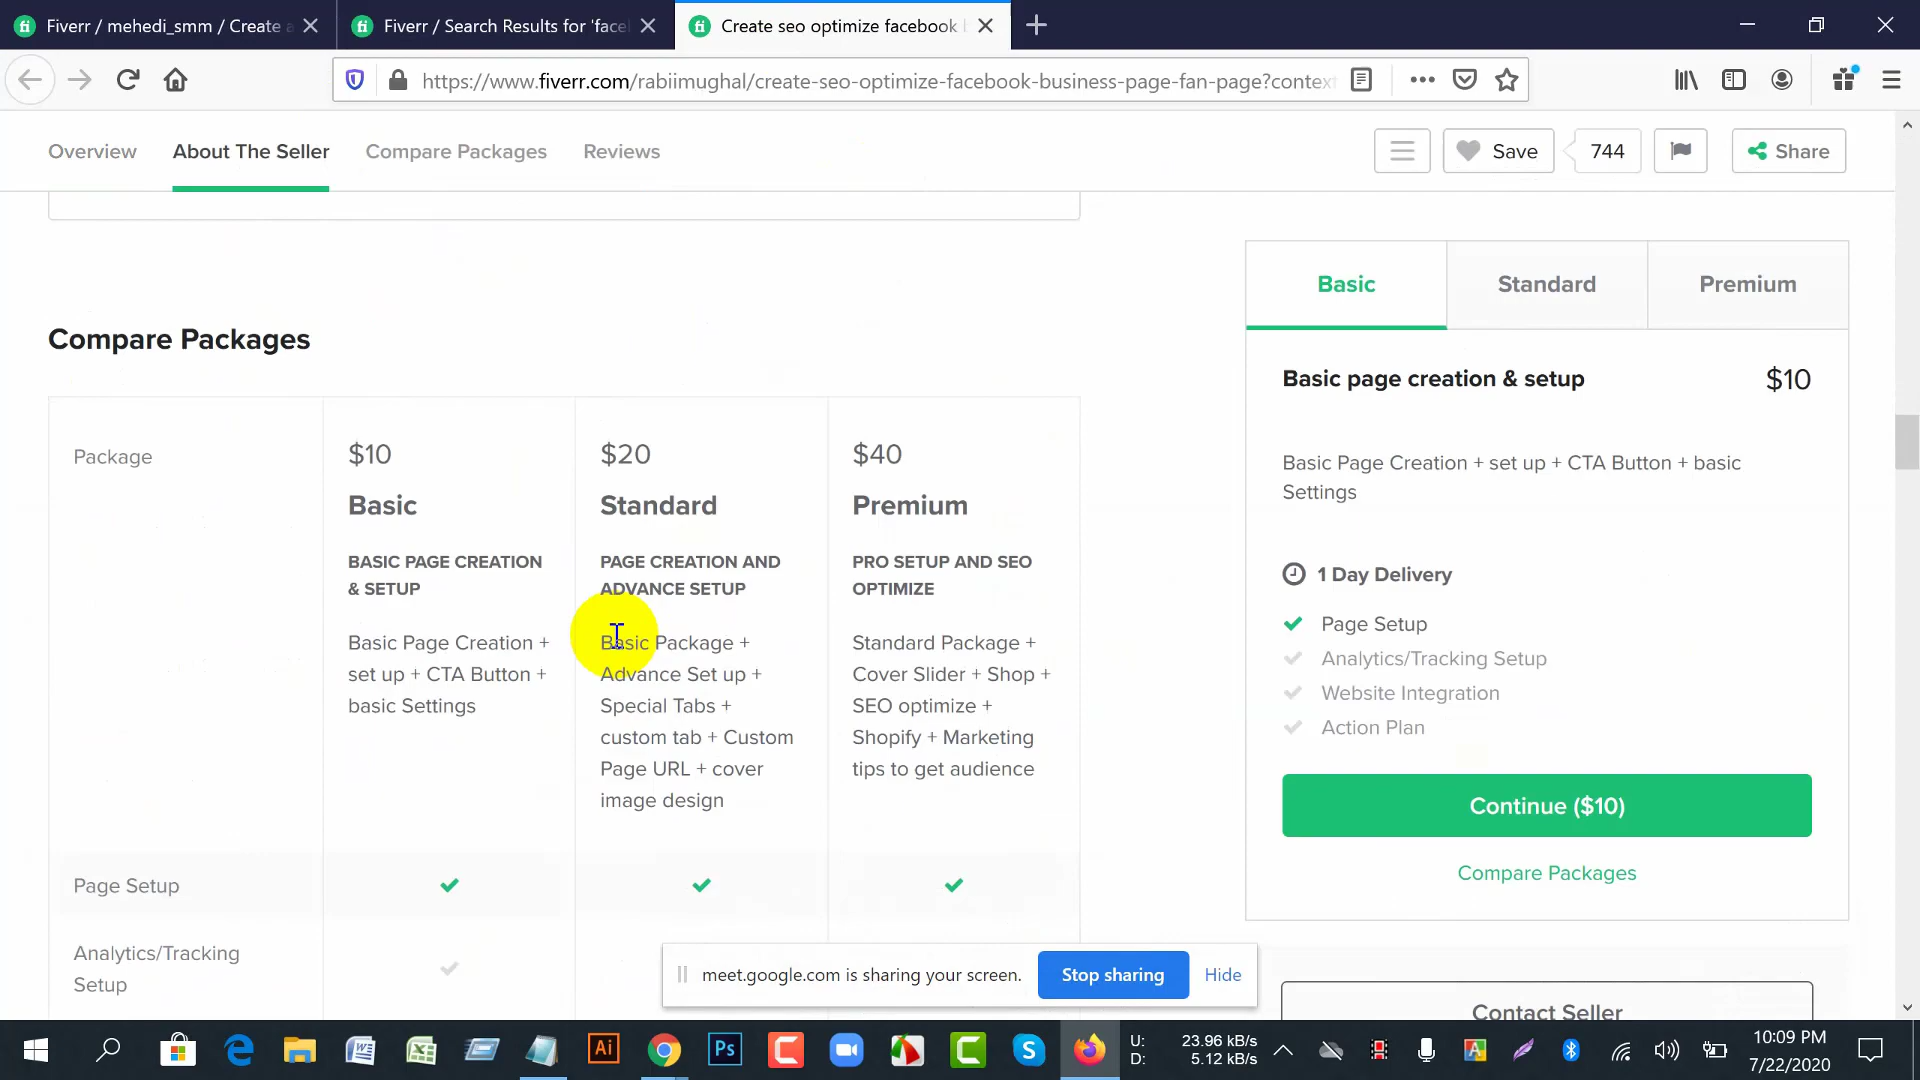 Fiverr / mehedi_smm / Create a
Fiverr / Search Results for 'face
Create seo optimize facebook
https://www.fiverr.com/rabiimughal/create-seo-optimize-facebook-business-page-fan-page?context
Overview
About The Seller
Compare Packages
Reviews
Save
744
Share
Compare Packages
Package
$10
Basic
BASIC PAGE CREATION
& SETUP
Basic Page Creation +
set up + CTA Button +
basic Settings
$20
Standard
PAGE CREATION AND
ADVANCE SETUP
Basic Package +
Advance Set up +
Special Tabs +
custom tab + Custom
Page URL + cover
image design
$40
Premium
PRO SETUP AND SEO
OPTIMIZE
Standard Package +
Cover Slider + Shop +
SEO optimize +
Shopify + Marketing
tips to get audience
Page Setup
Analytics/Tracking
Setup
Basic
Standard
Premium
Basic page creation & setup
$10
Basic Page Creation + set up + CTA Button + basic
Settings
1 Day Delivery
Page Setup
Analytics/Tracking Setup
Website Integration
Action Plan
Continue ($10)
Compare Packages
Contact Seller
meet.google.com is sharing your screen.
Stop sharing
Hide
Ai
Ps
U:
23.96 kB/s
D:
5.12 kB/s
10:09 PM
7/22/2020